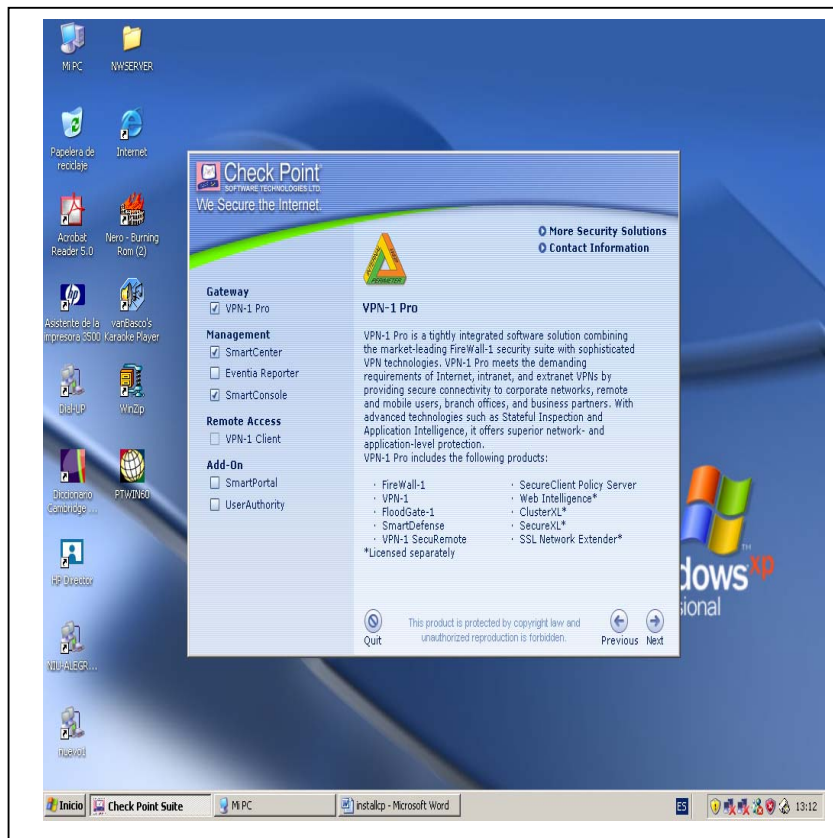 Mi PC
NWSERVER
Papelera de
reciclaje
Internet
Acrobat
Reader 5.0
Nero - Burning
Rom (2)
Asistente de la
impresora 3500
vanBasco's
Karaoke Player
Dial-UP
WinZip
Diccionario
Cambridge ...
PTWIN60
HP Director
NIU-ALEGR...
nuevo1
Check Point
SOFTWARE TECHNOLOGIES LTD.
We Secure the Internet.
More Security Solutions
Contact Information
Gateway
VPN-1 Pro
Management
SmartCenter
Eventia Reporter
SmartConsole
Remote Access
VPN-1 Client
Add-On
SmartPortal
UserAuthority
PERIMETER
VPN-1 Pro
VPN-1 Pro is a tightly integrated software solution combining
the market-leading FireWall-1 security suite with sophisticated
VPN technologies. VPN-1 Pro meets the demanding
requirements of Internet, intranet, and extranet VPNs by
providing secure connectivity to corporate networks, remote
and mobile users, branch offices, and business partners. With
advanced technologies such as Stateful Inspection and
Application Intelligence, it offers superior network- and
application-level protection.
VPN-1 Pro includes the following products:
· FireWall-1
· VPN-1
· FloodGate-1
· SmartDefense
· VPN-1 SecuRemote
*Licensed separately
· SecureClient Policy Server
· Web Intelligence*
· ClusterXL*
· SecureXL*
· SSL Network Extender*
Quit
This product is protected by copyright law and
unauthorized reproduction is forbidden.
Previous
Next
dows xp
sional
Inicio
Check Point Suite
Mi PC
installcp - Microsoft Word
ES
13:12